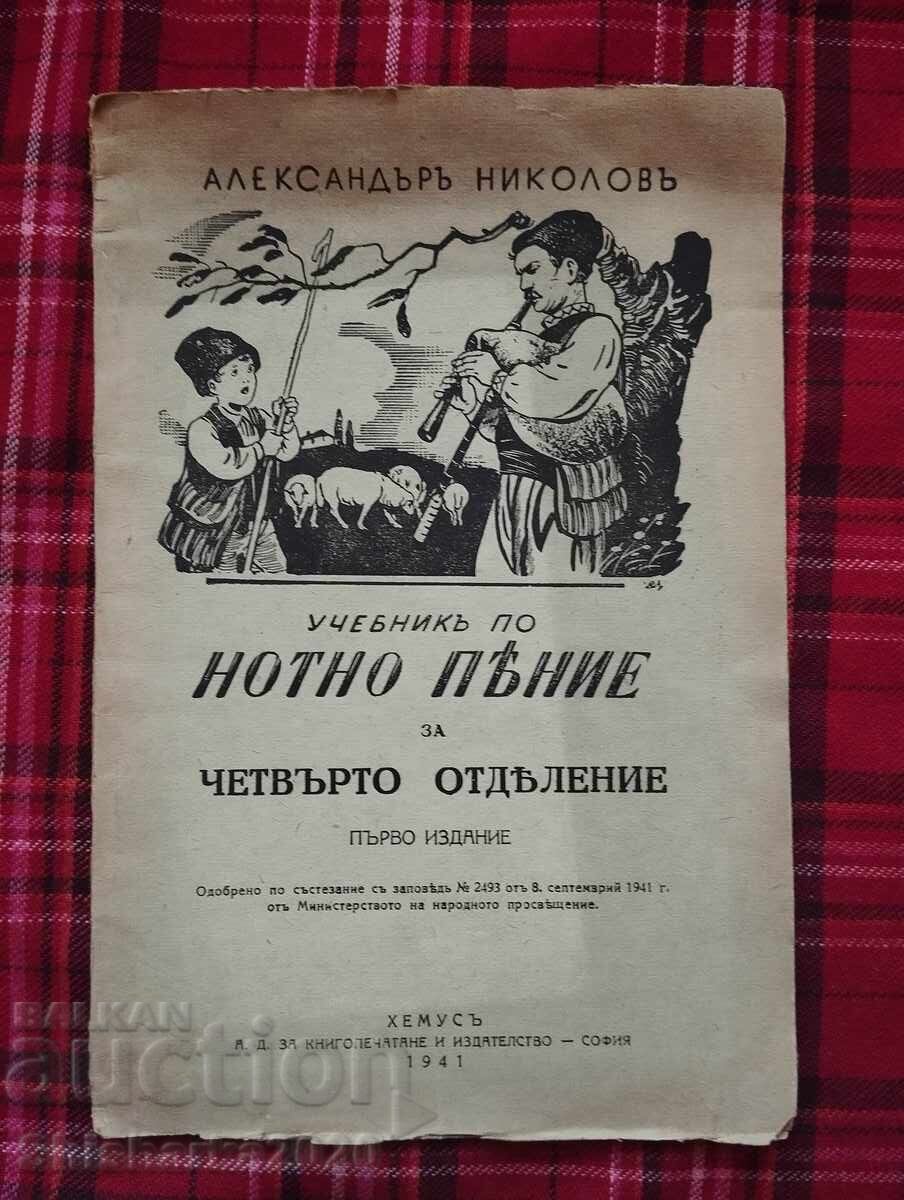 АЛЕКСАНДЪРЪ НИКОЛОВЪ
УЧЕБНИКЪ ПО
НОТНО ПѢНИЕ
ЗА
ЧЕТВЪРТО ОТДѢЛЕНИЕ
ПЪРВО ИЗДАНИЕ
Одобрено по състезание съ заповѣдь № 2493 отъ 8. септемврий 1941 г.
отъ Министерството на народното просвѣщение.
ХЕМУСЪ
А. Д. ЗА КНИГОПЕЧАТАНЕ И ИЗДАТЕЛСТВО — СОФИЯ
1941
BALKAN
auction